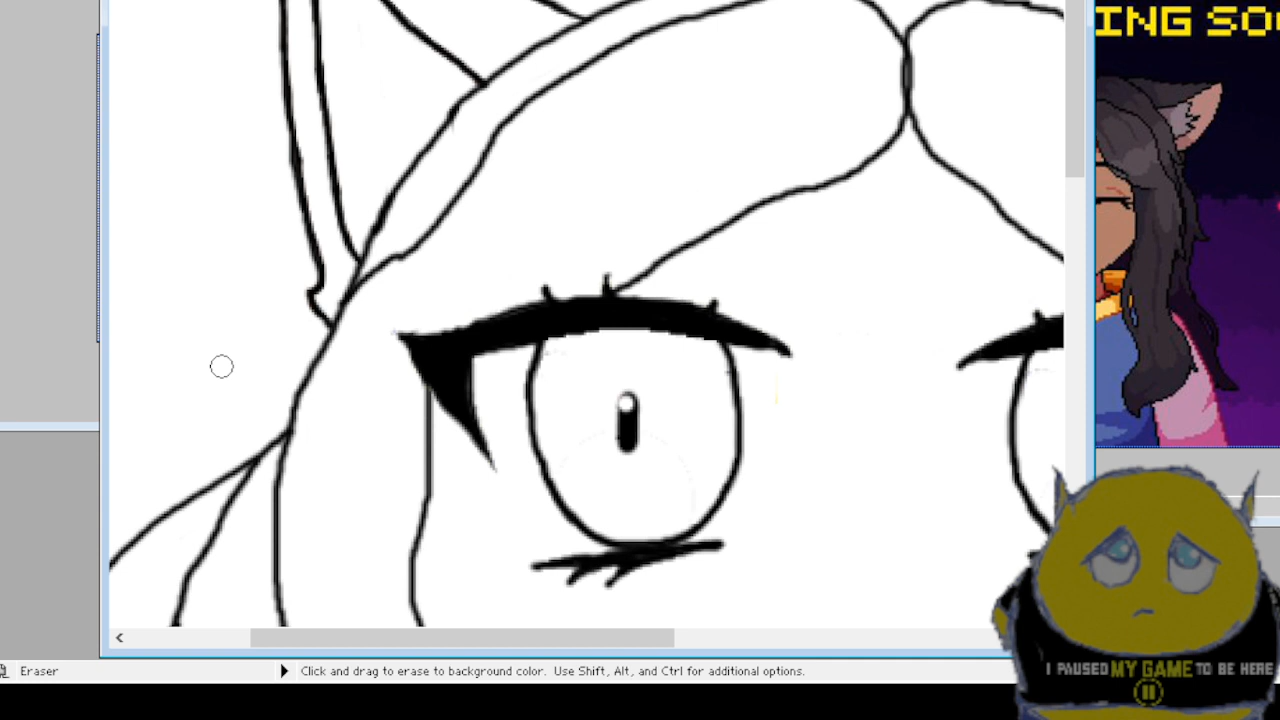 ING SO
I PAUSED MY GAME TO BE HERE
Eraser
Click and drag to erase to background color. Use Shift, Alt, and Ctrl for additional options.